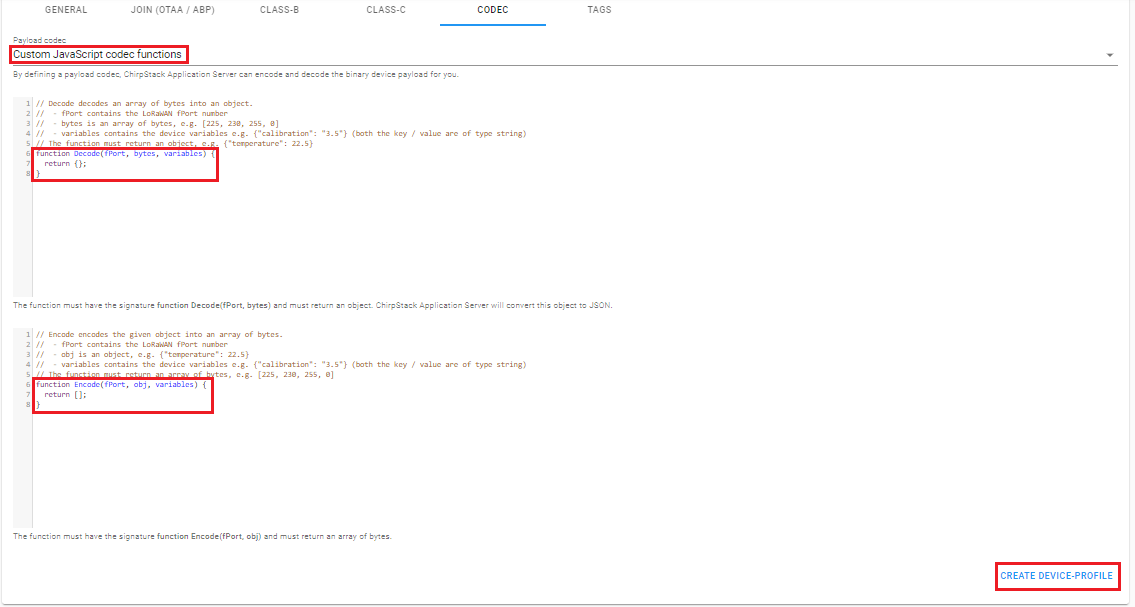 GENERAL JOIN (OTAA / ABP) CLASS-B CLASS-C CODEC TAGS
Payload codec
Custom JavaScript codec functions
By defining a payload codec, ChirpStack Application Server can encode and decode the binary device payload for you.
1 // Decode decodes an array of bytes into an object.
2 //  - fPort contains the LoRaWAN fPort number
3 //  - bytes is an array of bytes, e.g. [225, 230, 255, 0]
4 //  - variables contains the device variables e.g. {"calibration": "3.5"} (both the key / value are of type string)
5 // The function must return an object, e.g. {"temperature": 22.5}
6 function Decode(fPort, bytes, variables) {
7   return {};
8 }
The function must have the signature function Decode(fPort, bytes) and must return an object. ChirpStack Application Server will convert this object to JSON.
1 // Encode encodes the given object into an array of bytes.
2 //  - fPort contains the LoRaWAN fPort number
3 //  - obj is an object, e.g. {"temperature": 22.5}
4 //  - variables contains the device variables e.g. {"calibration": "3.5"} (both the key / value are of type string)
5 // The function must return an array of bytes, e.g. [225, 230, 255, 0]
6 function Encode(fPort, obj, variables) {
7   return [];
8 }
The function must have the signature function Encode(fPort, obj) and must return an array of bytes.
CREATE DEVICE-PROFILE